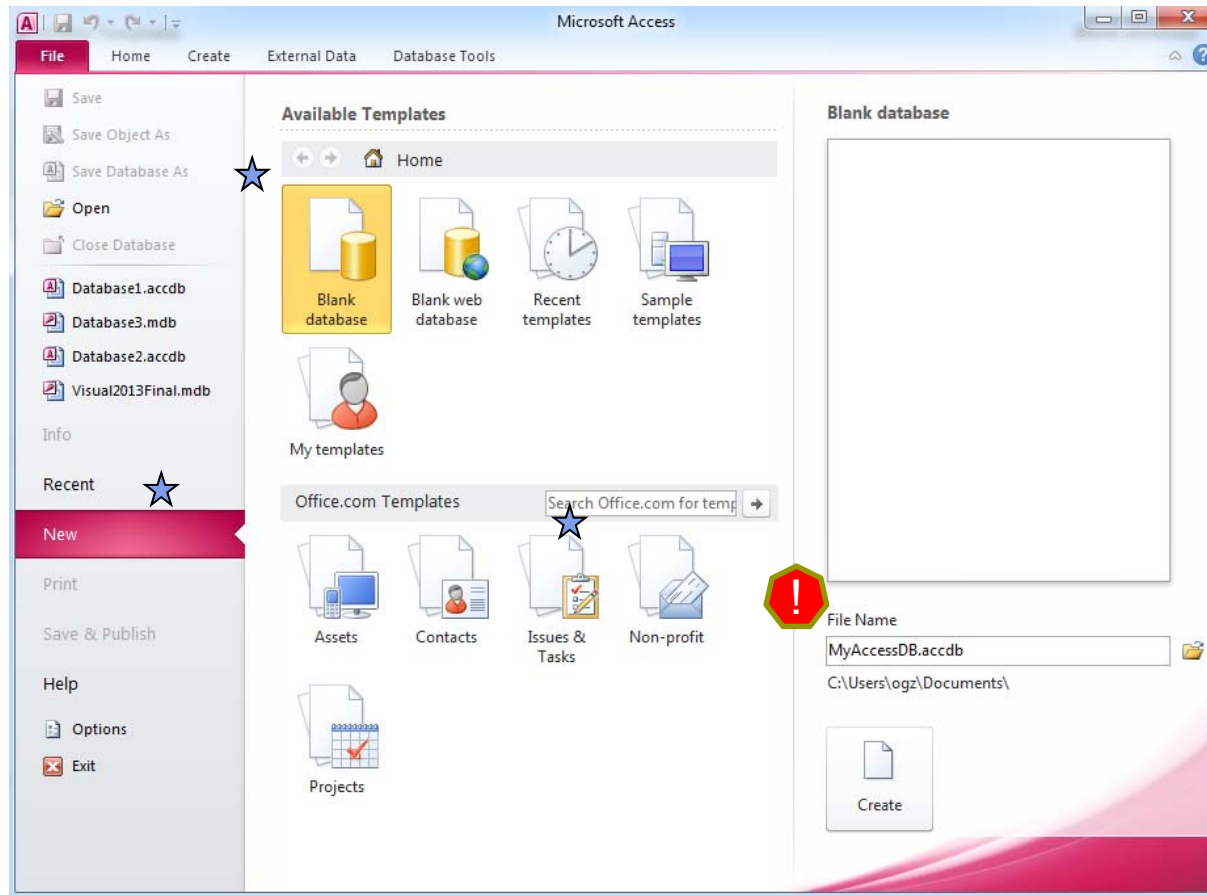 Microsoft Access
File Home Create External Data Database Tools
Save
Save Object As
Save Database As
Open
Close Database
Database1.accdb
Database3.mdb
Database2.accdb
Visual2013Final.mdb
Info
Recent
New
Print
Save & Publish
Help
Options
Exit
Available Templates
Home
Blank
database
Blank web
database
Recent
templates
Sample
templates
My templates
Office.com Templates
Search Office.com for temp
Assets
Contacts
Issues &
Tasks
Non-profit
Projects
Blank database
!
File Name
MyAccessDB.accdb
C:\Users\ogz\Documents\
Create